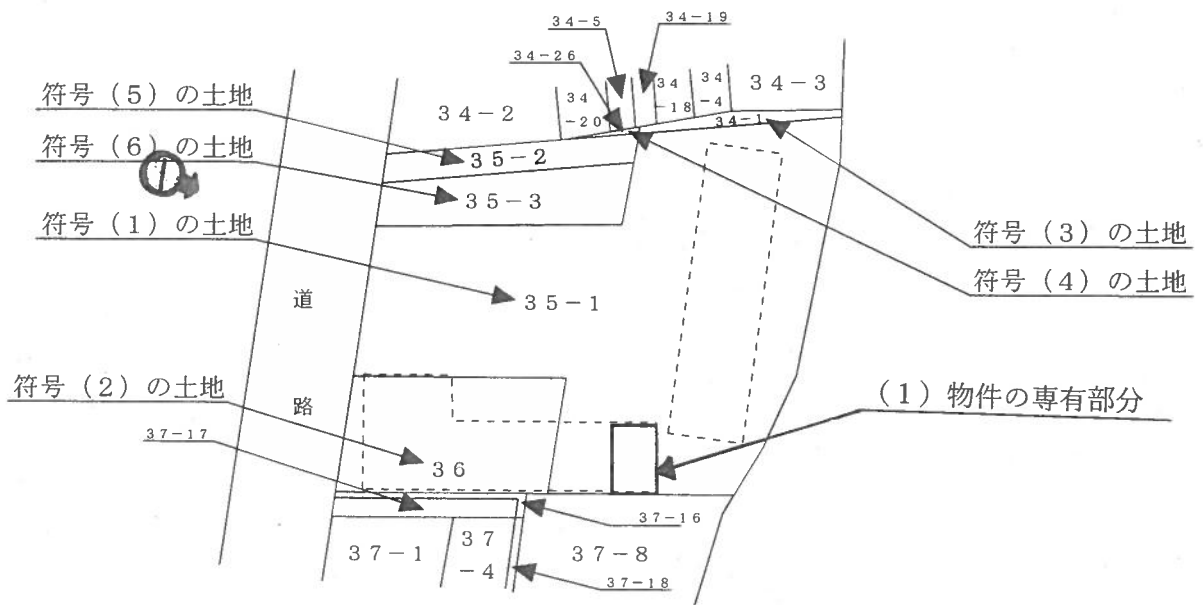 34-5
34-19
34-26
符号(5)の土地
34-2
34
-20
34
-18
34
-4
34-3
34-1
符号(6)の土地
35-2
35-3
符号(1)の土地
符号(3)の土地
符号(4)の土地
35-1
道
路
符号(2)の土地
(1)物件の専有部分
37-17
36
37-16
37-1
37
-4
37-8
37-18